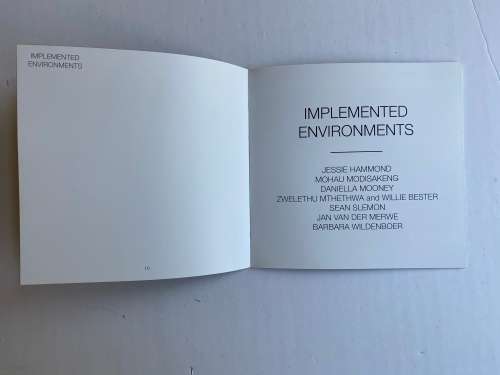 IMPLEMENTED
ENVIRONMENTS
IMPLEMENTED
ENVIRONMENTS
JESSIE HAMMOND
MOHAU MODISAKENG
DANIELLA MOONEY
ZWELETHU MTHETHWA and WILLIE BESTER
SEAN SLEMON
JAN VAN DER MERWE
BARBARA WILDENBOER